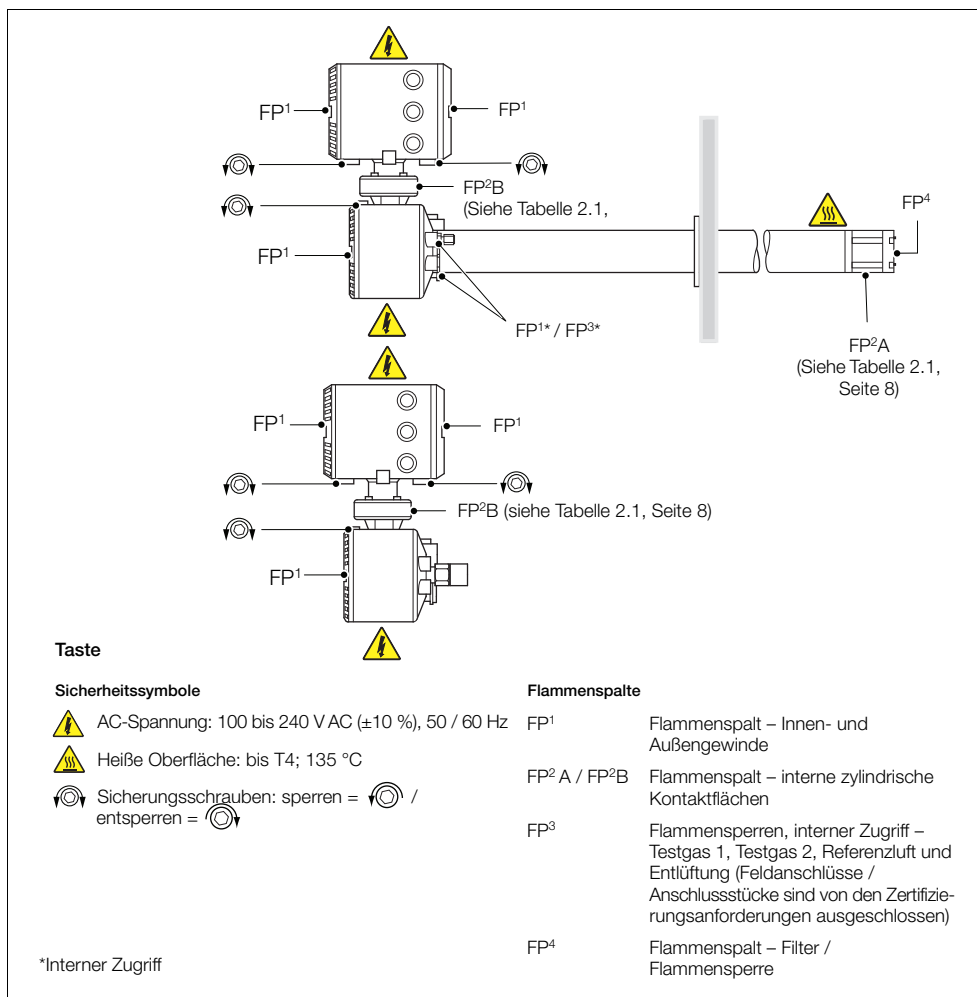 FP1
FP1
FP2B
(Siehe Tabelle 2.1,
FP4
FP1
FP1* / FP3*
FP2A
(Siehe Tabelle 2.1,
Seite 8)
FP1
FP1
FP2B (siehe Tabelle 2.1, Seite 8)
FP1
Taste
Sicherheitssymbole
AC-Spannung: 100 bis 240 V AC (±10 %), 50 / 60 Hz
Heiße Oberfläche: bis T4; 135 °C
Sicherungsschrauben: sperren = /
entsperren =
*Interner Zugriff
Flammenspalte
FP1 Flammenspalt – Innen- und
Außengewinde
FP2 A / FP2B Flammenspalt – interne zylindrische
Kontaktflächen
FP3 Flammensperren, interner Zugriff –
Testgas 1, Testgas 2, Referenzluft und
Entlüftung (Feldanschlüsse /
Anschlussstücke sind von den Zertifizie-
rungsanforderungen ausgeschlossen)
FP4 Flammenspalt – Filter /
Flammensperre